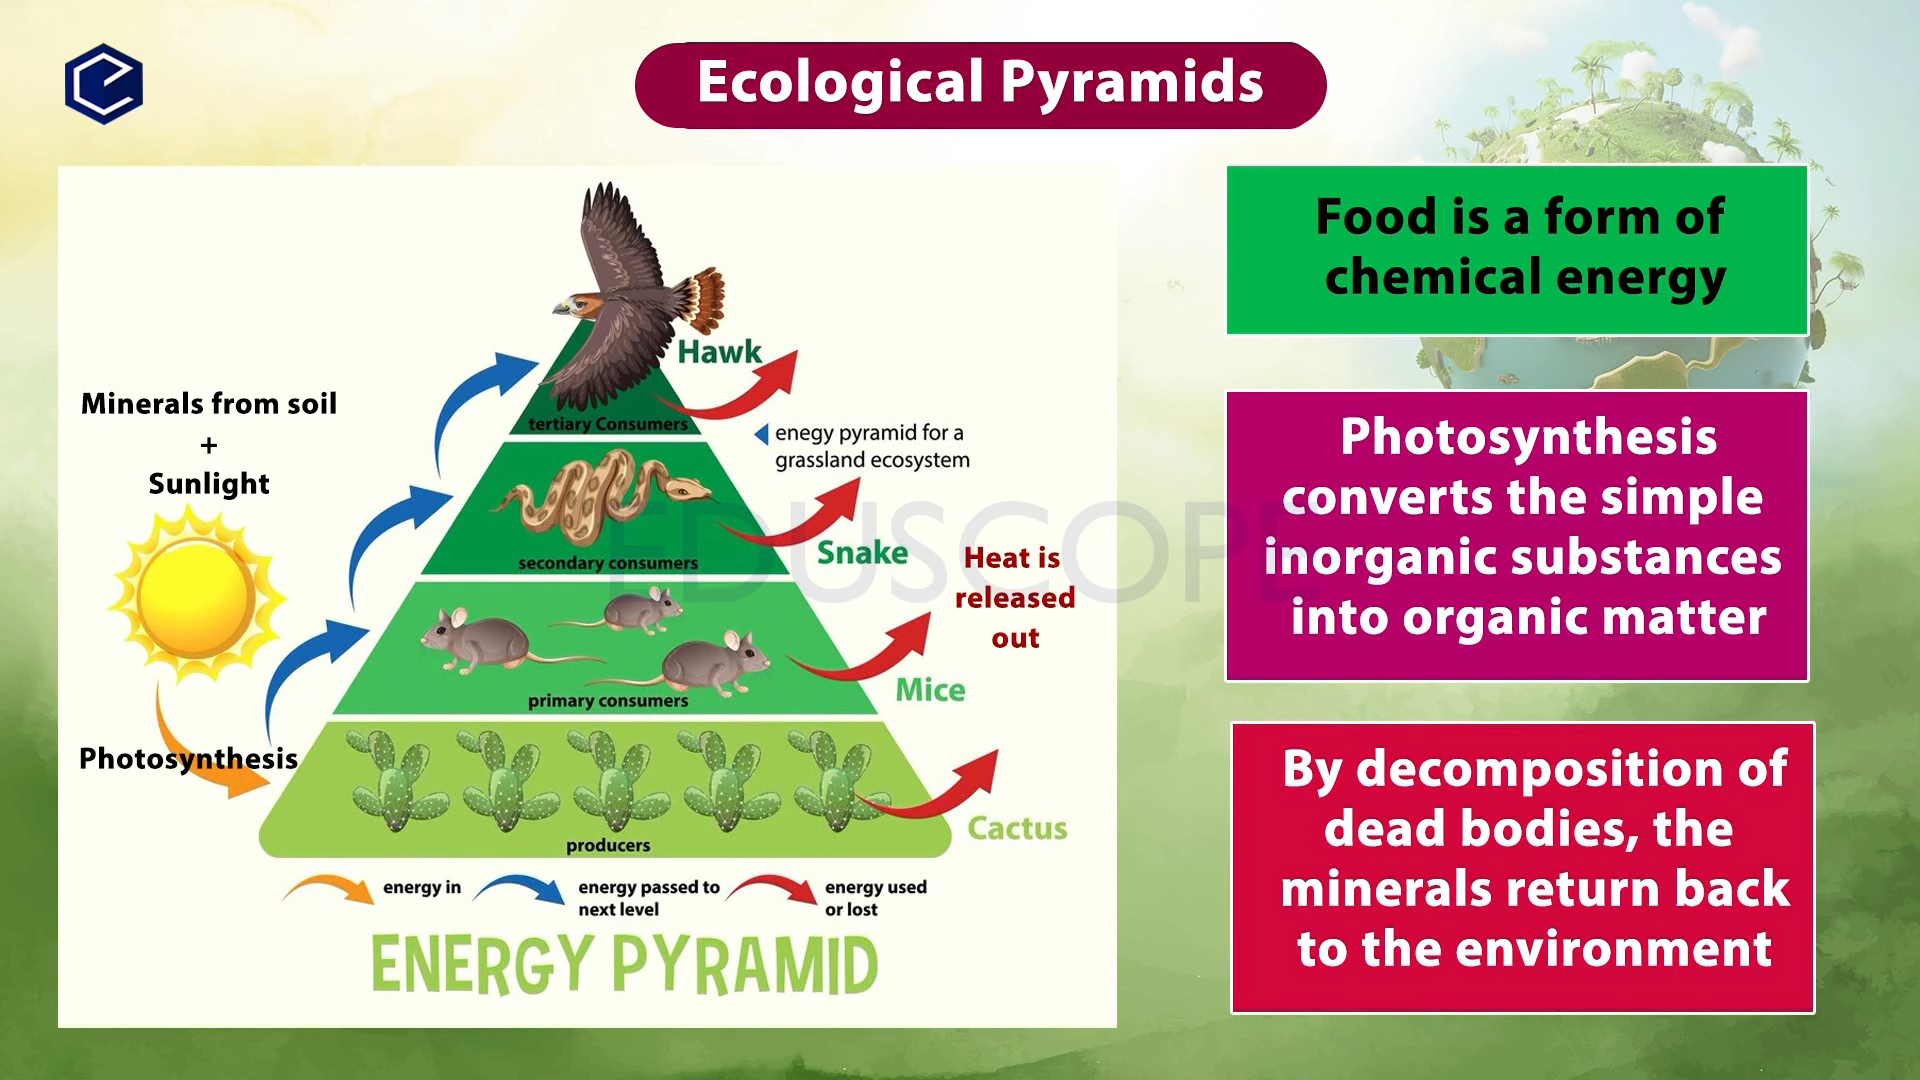 Ecological Pyramids
Minerals from soil
+
Sunlight
Photosynthesis
Hawk
tertiary Consumers
enegy pyramid for a
grassland ecosystem
Snake
secondary consumers
Heat is
released
out
Mice
primary consumers
Cactus
producers
energy in
energy passed to
next level
energy used
or lost
ENERGY PYRAMID
Food is a form of
chemical energy
Photosynthesis
converts the simple
inorganic substances
into organic matter
By decomposition of
dead bodies, the
minerals return back
to the environment
EDUSCOPE